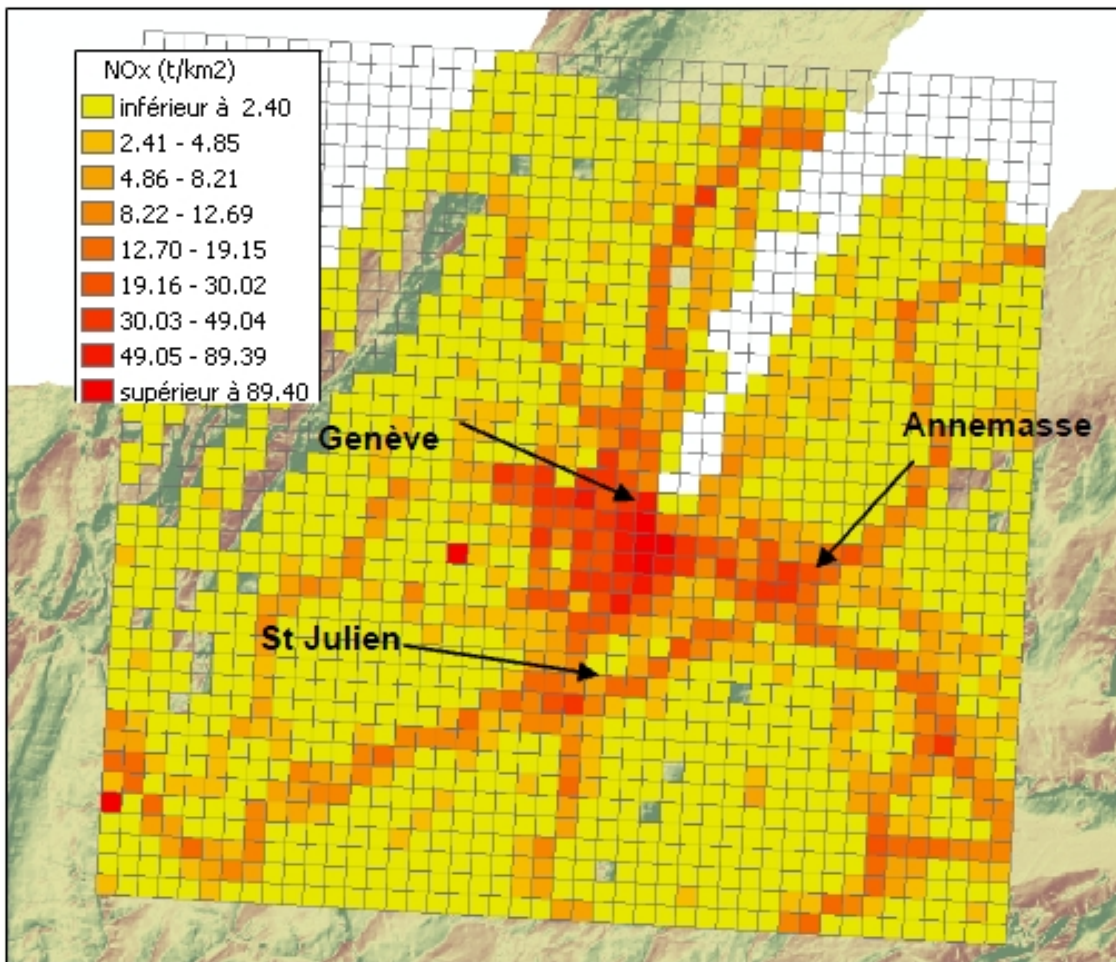 NOx (t/km2)
inférieur à 2.40
2.41 - 4.85
4.86 - 8.21
8.22 - 12.69
12.70 - 19.15
19.16 - 30.02
30.03 - 49.04
49.05 - 89.39
supérieur à 89.40
Genève
Annemasse
St Julien